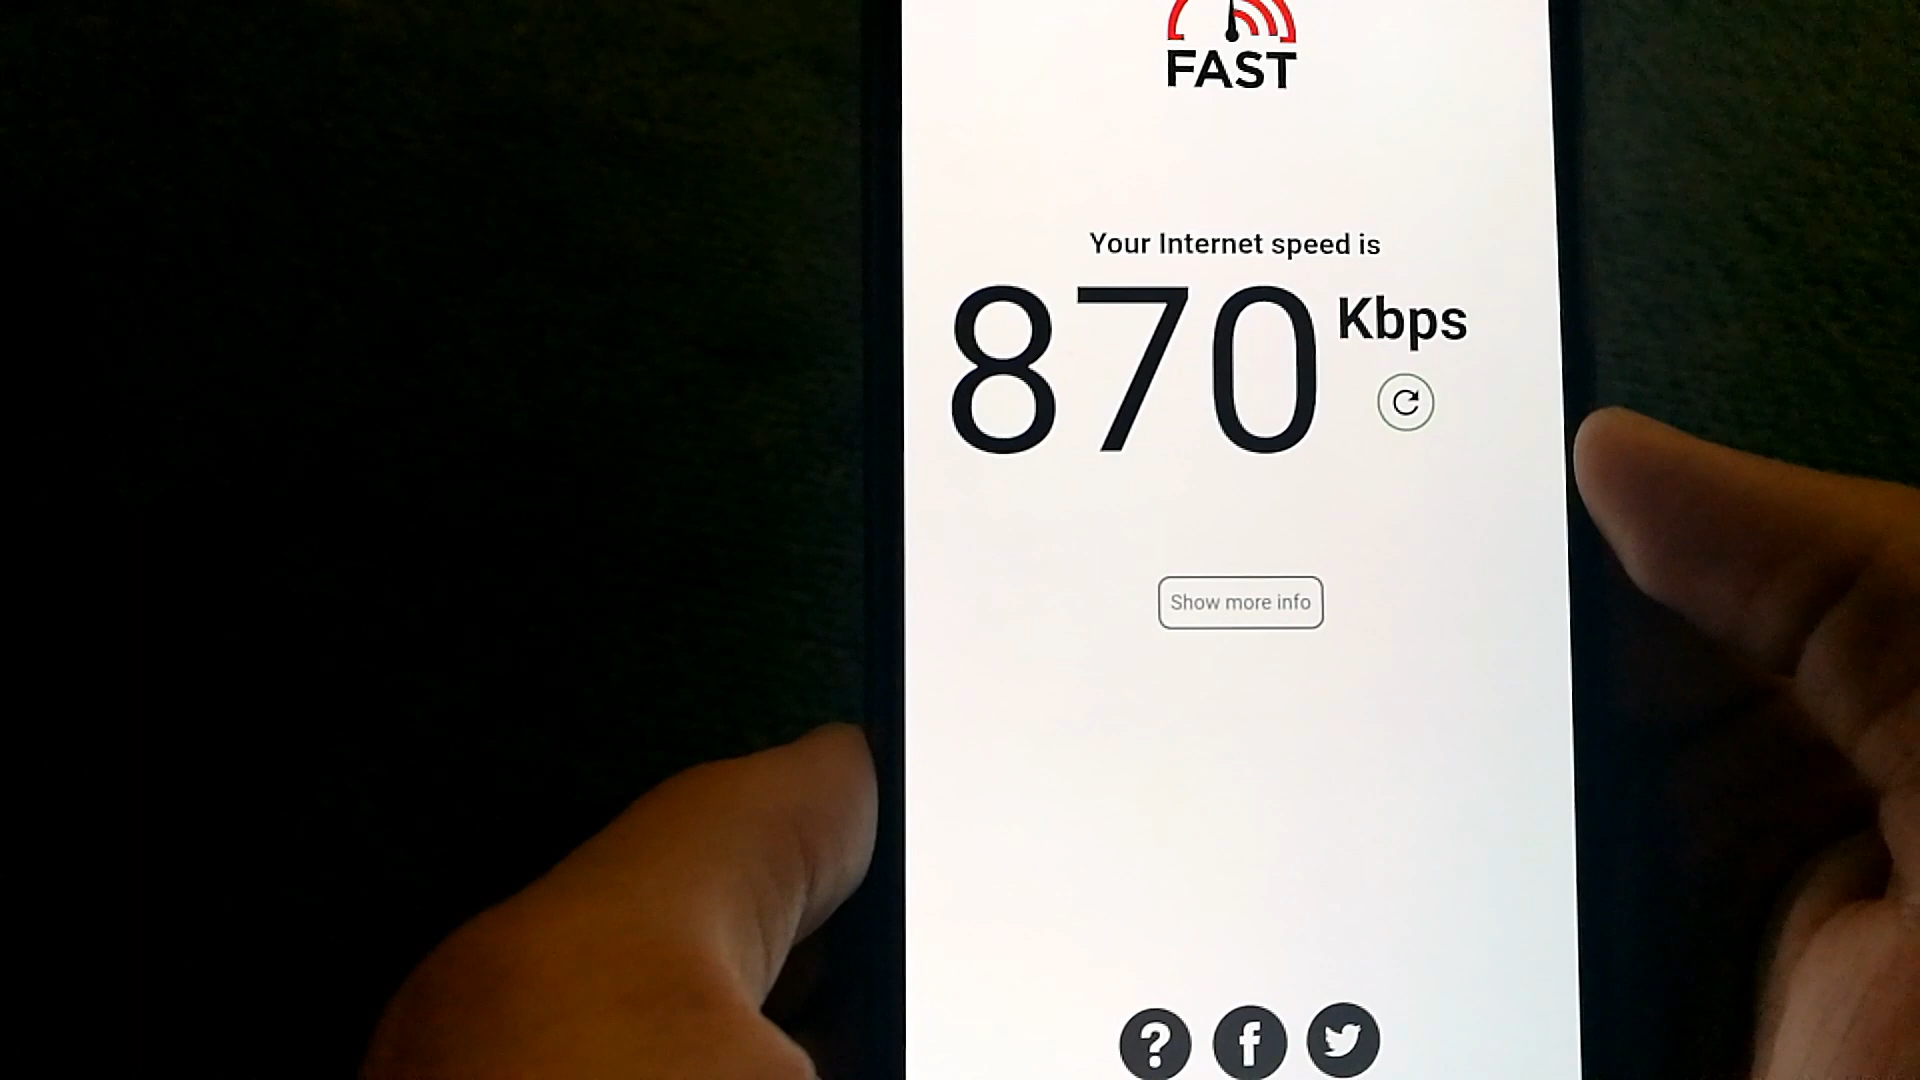 FAST
Your Internet speed is
870 Kbps
Show more info
?
f